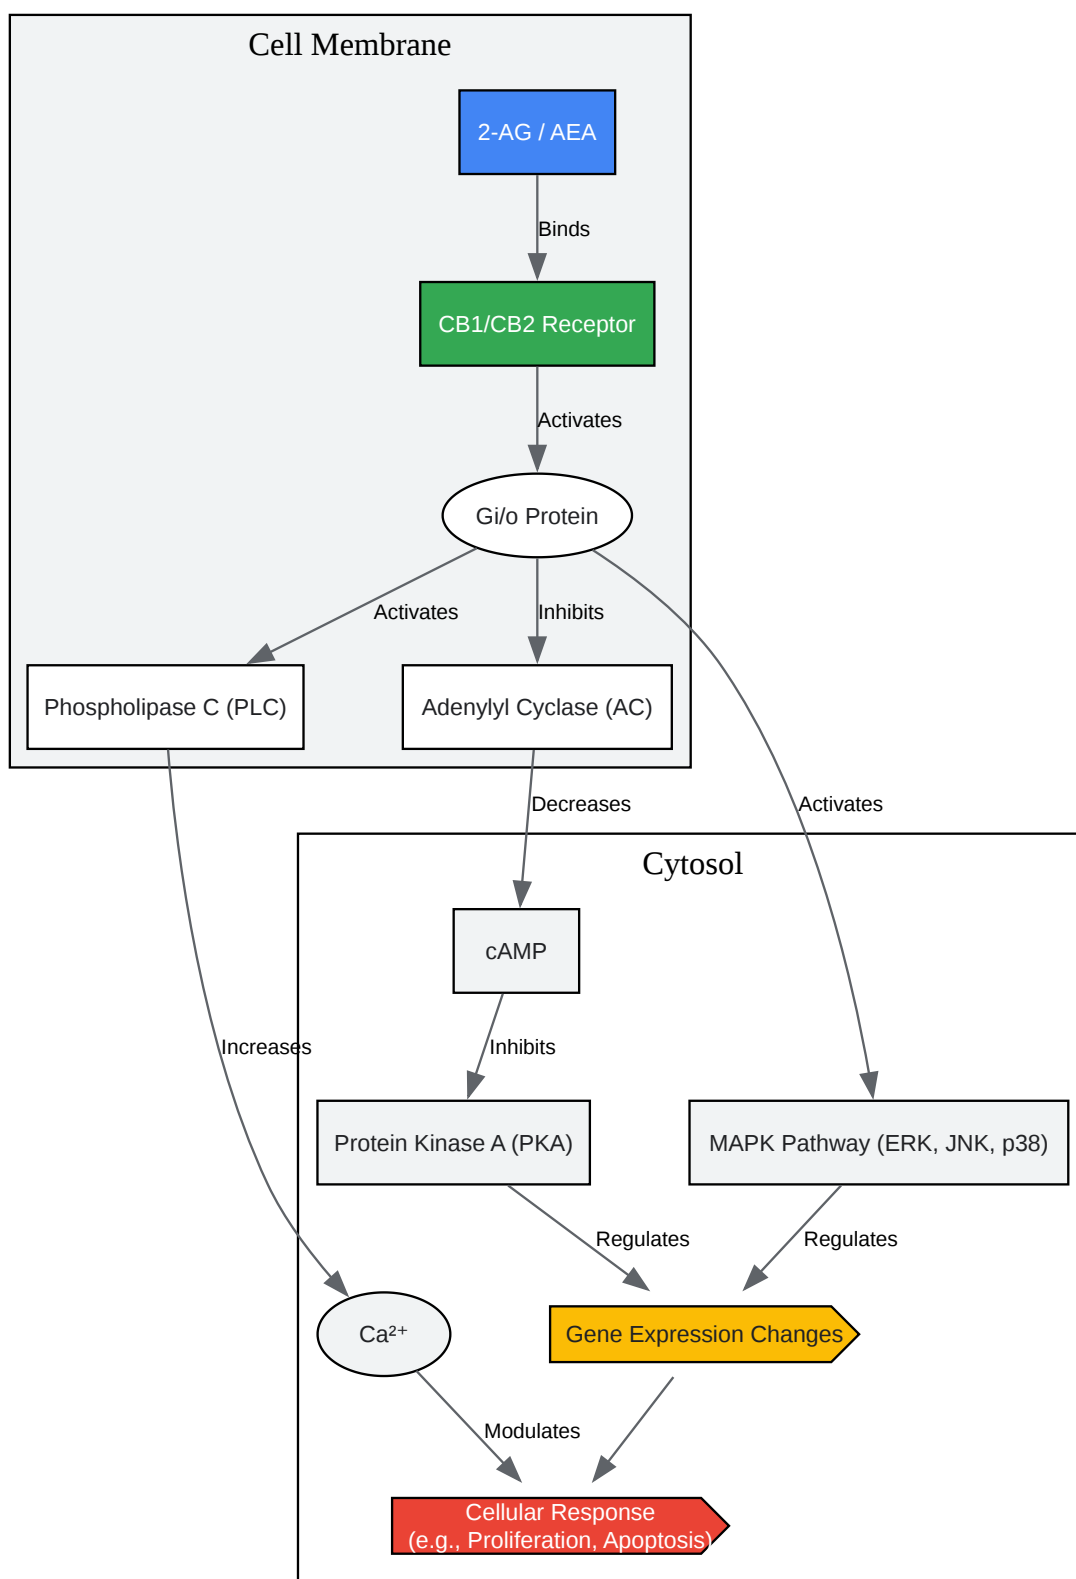 Cell Membrane
2-AG / AEA
Binds
CB1/CB2 Receptor
Activates
Gi/o Protein
Activates
Inhibits
Phospholipase C (PLC)
Adenylyl Cyclase (AC)
Decreases
Activates
Cytosol
cAMP
Increases
Inhibits
Protein Kinase A (PKA)
MAPK Pathway (ERK, JNK, p38)
Regulates
Regulates
Ca²⁺
Gene Expression Changes
Modulates
Cellular Response
(e.g., Proliferation, Apoptosis)